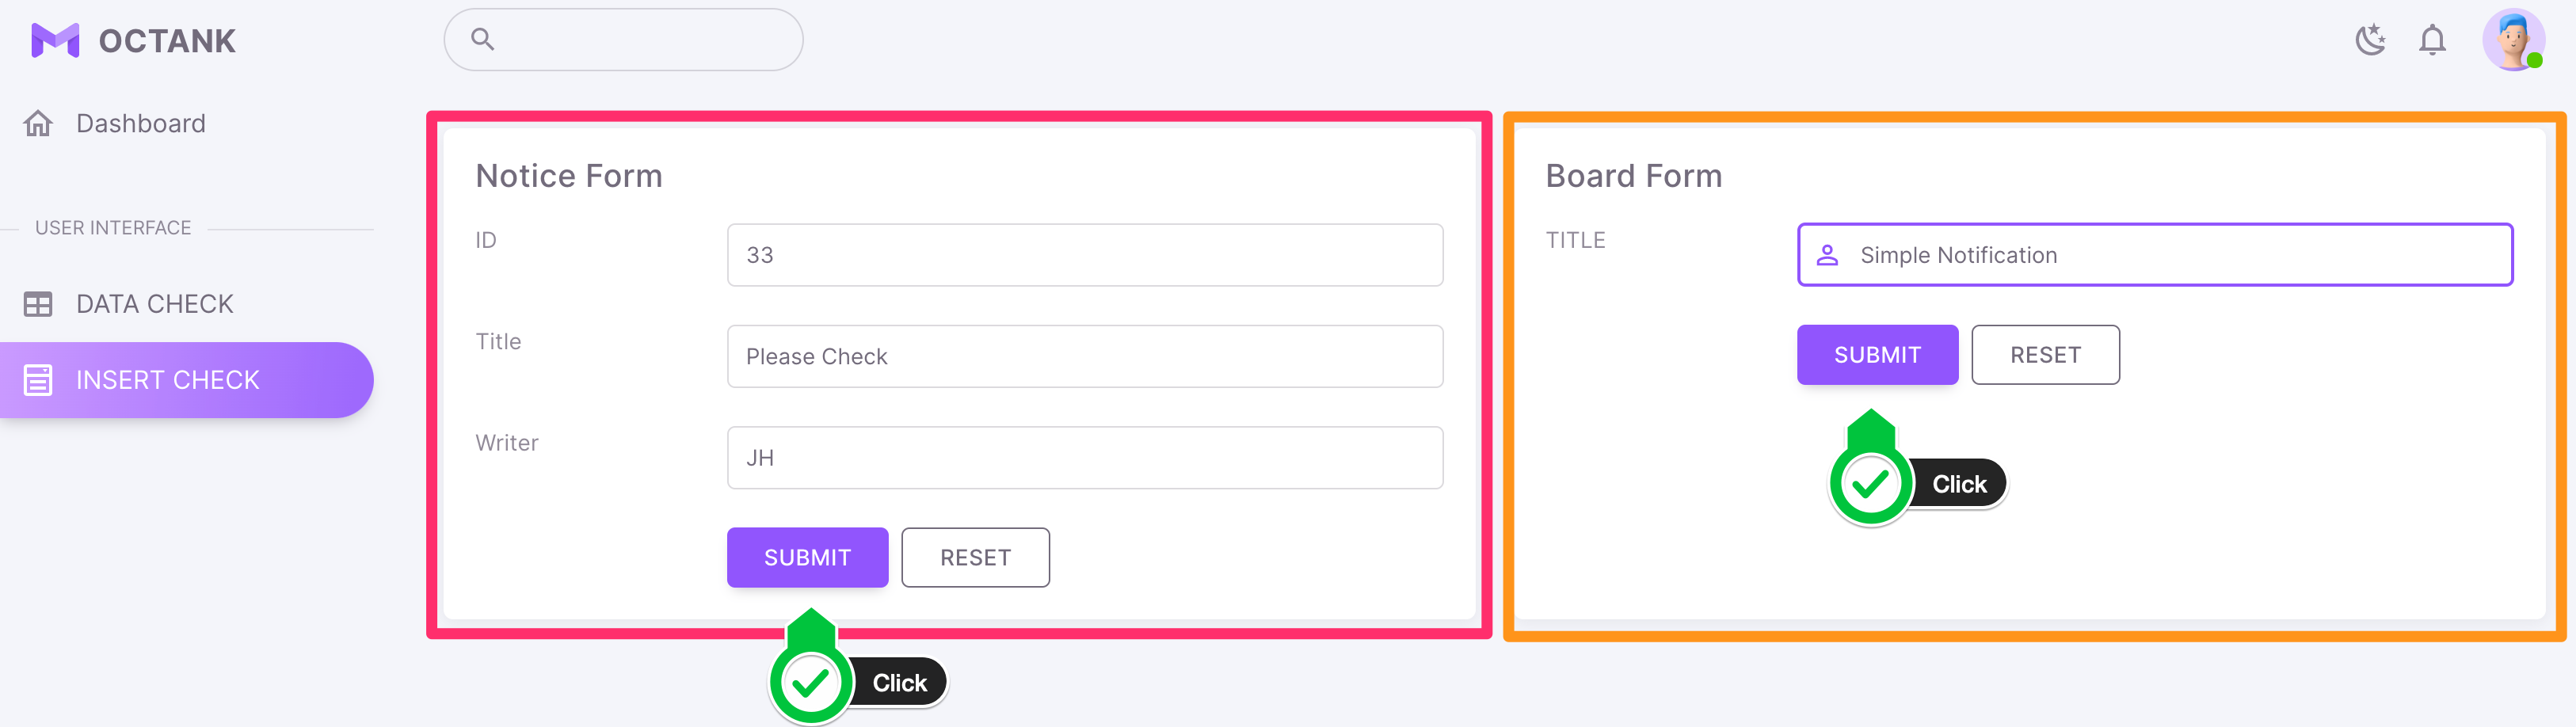 OCTANK
Dashboard
USER INTERFACE
DATA CHECK
INSERT CHECK
Notice Form
ID
33
Title
Please Check
Writer
JH
SUBMIT
RESET
Click
Board Form
TITLE
Simple Notification
SUBMIT
RESET
Click